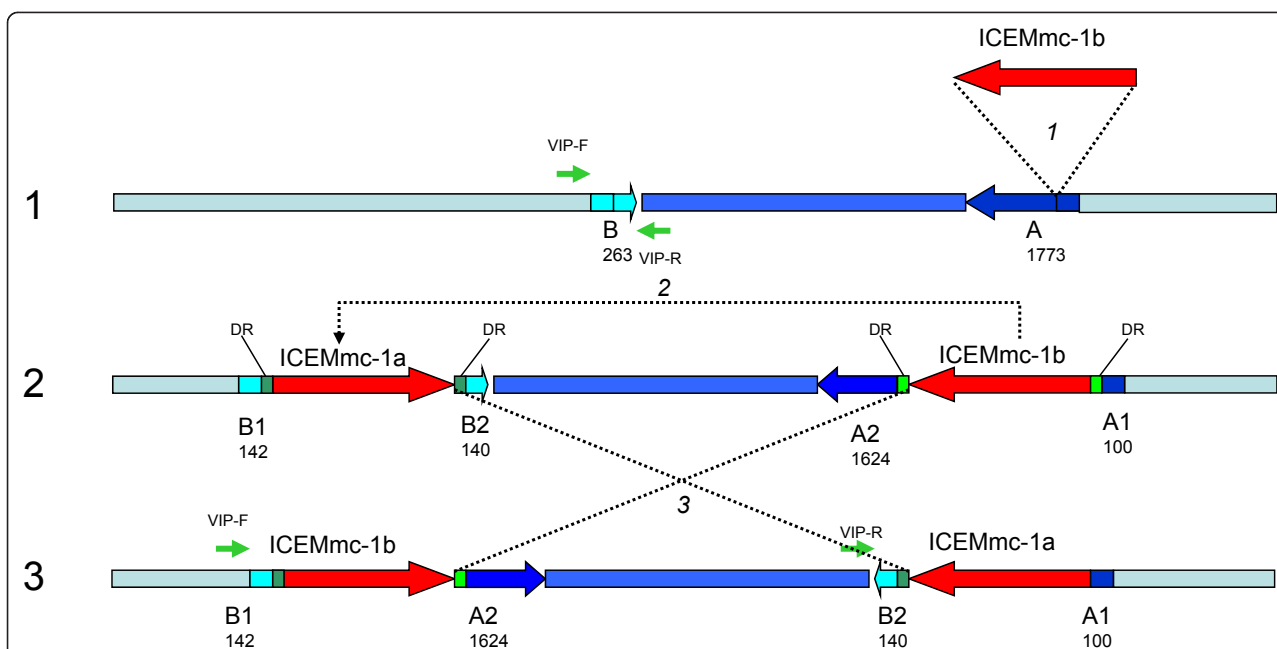 ICEMmc-1b
1
VIP-F
1
B
263
VIP-R
A
1773
2
DR
ICEMmc-1a
DR
DR
ICEMmc-1b
DR
2
B1
142
B2
140
A2
1624
A1
100
3
VIP-F
ICEMmc-1b
VIP-R
ICEMmc-1a
3
B1
142
A2
1624
B2
140
A1
100